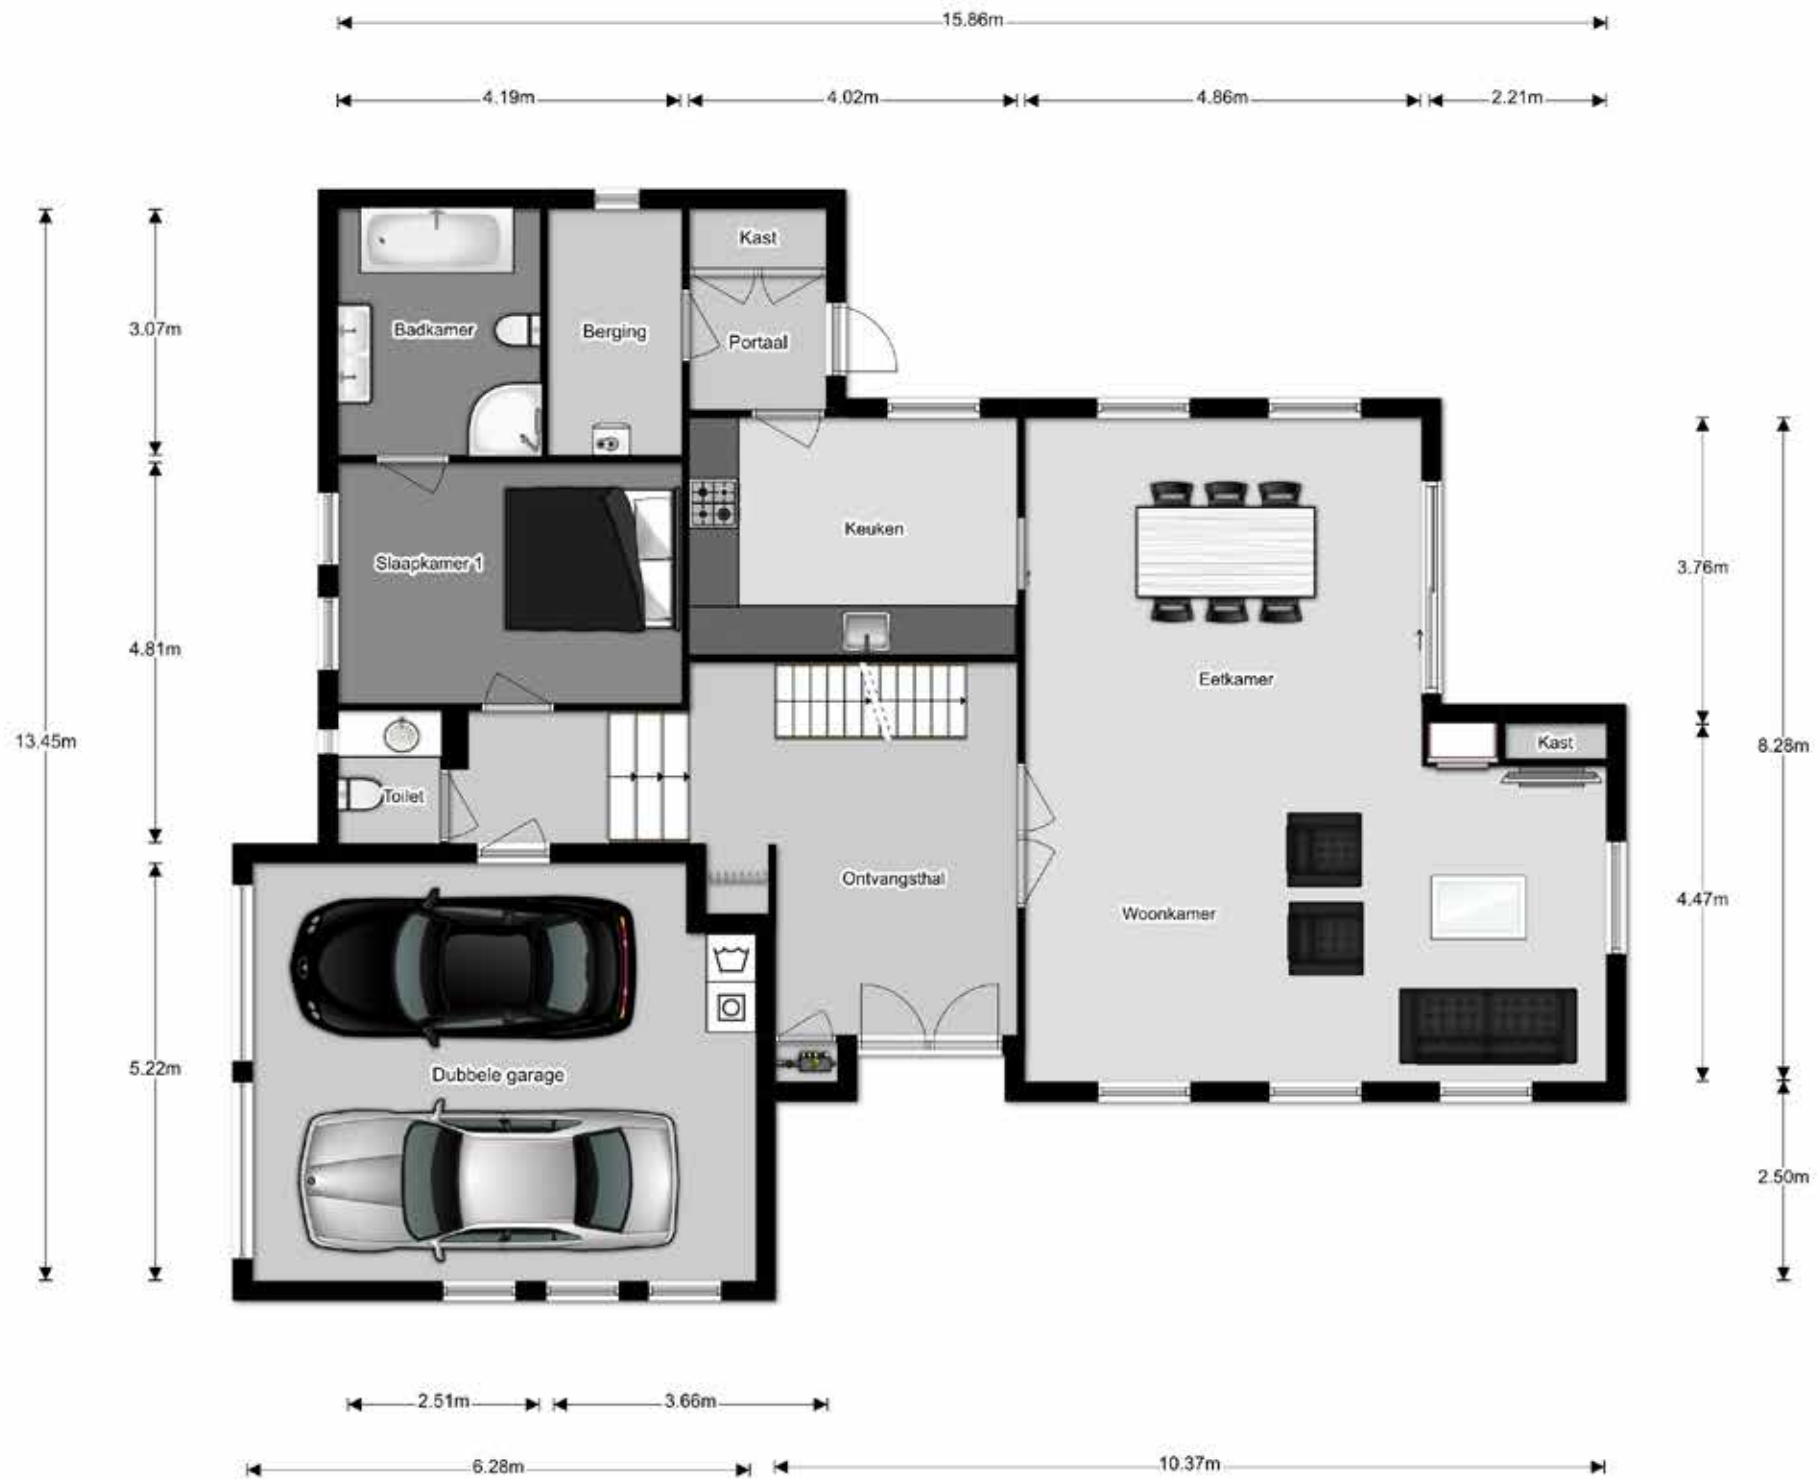 15.86m
4.19m
4.02m
4.86m
2.21m
Kast
3.07m
Badkamer
Berging
Portaal
Keuken
Slaapkamer 1
3.76m
4.81m
Eetkamer
13.45m
Kast
8.28m
Toilet
Ontvangsthal
4.47m
Woonkamer
5.22m
Dubbele garage
2.50m
2.51m
3.66m
6.28m
10.37m